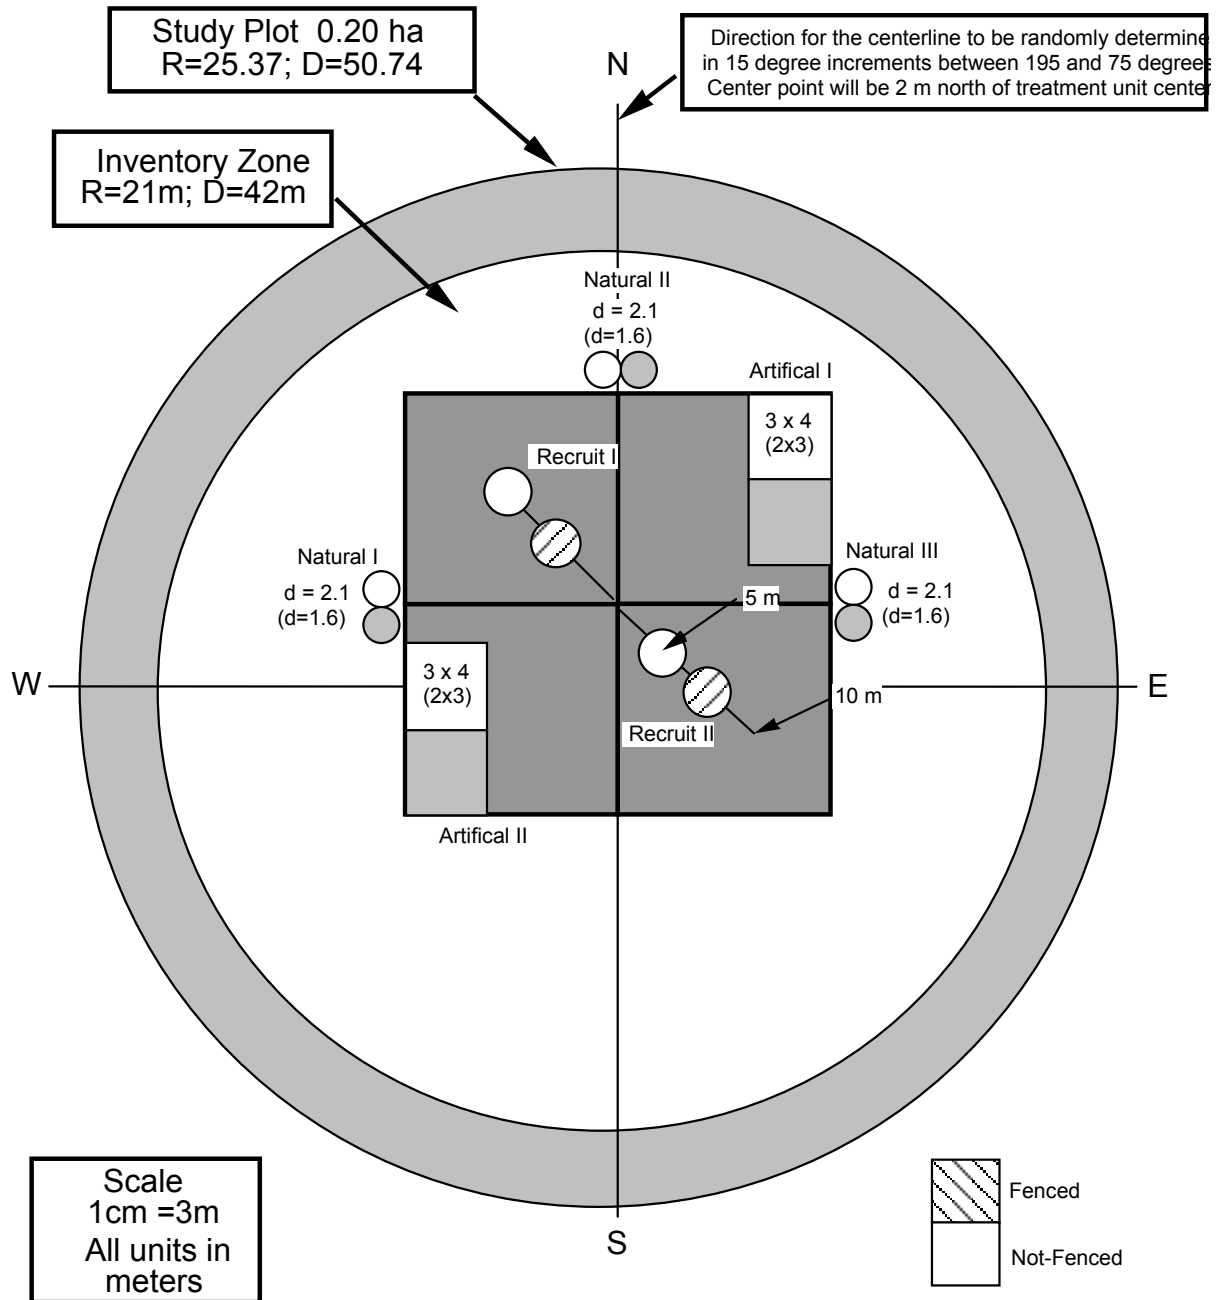 Study Plot 0.20 ha
R=25.37; D=50.74
N
Direction for the centerline to be randomly determine
in 15 degree increments between 195 and 75 degrees
Center point will be 2 m north of treatment unit center
Inventory Zone
R=21m; D=42m
Natural II
d = 2.1
(d=1.6)
Artifical I
3 x 4
(2x3)
Recruit I
Natural I
d = 2.1
(d=1.6)
Natural III
d = 2.1
(d=1.6)
5 m
3 x 4
(2x3)
W
E
10 m
Recruit II
Artifical II
Scale
1cm =3m
All units in
meters
Fenced
Not-Fenced
S